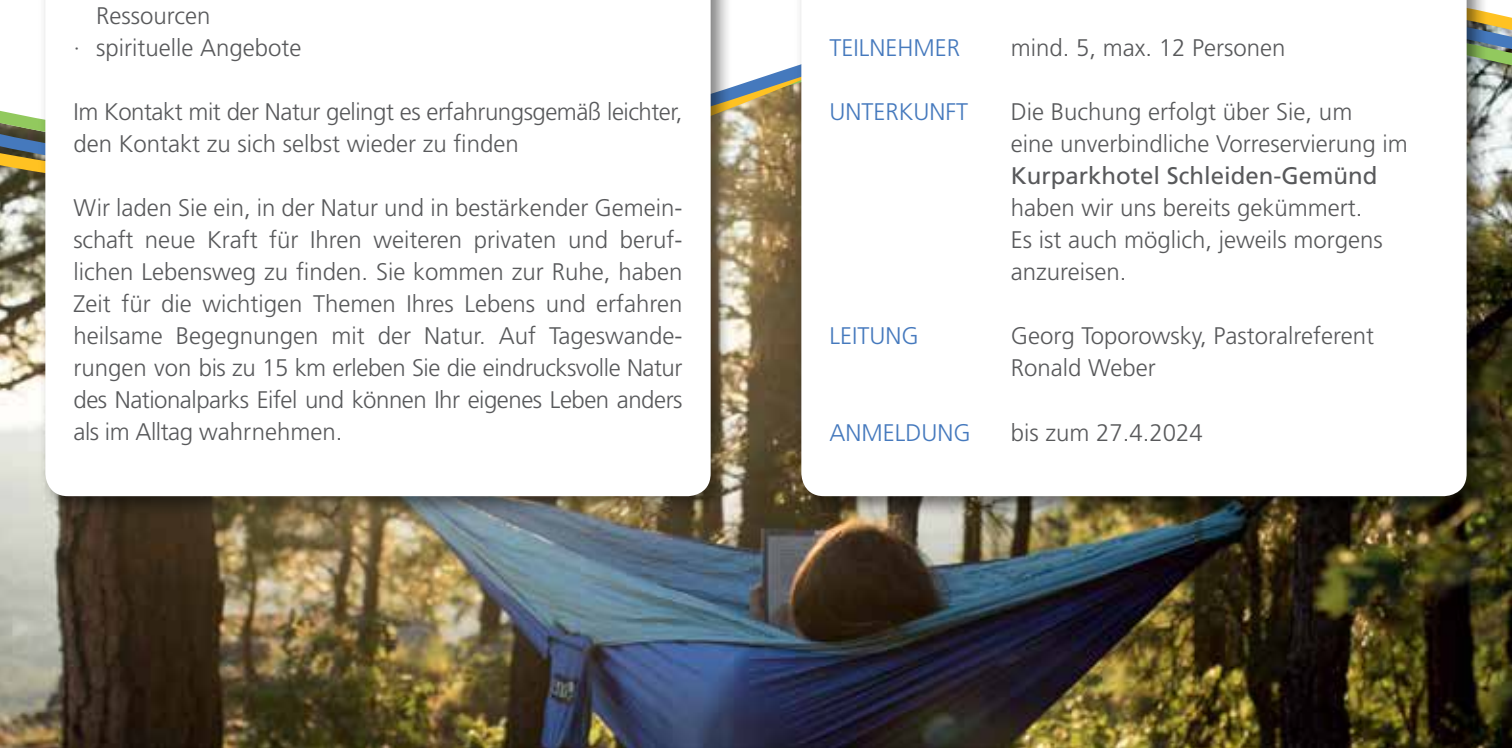 Ressourcen
· spirituelle Angebote
Im Kontakt mit der Natur gelingt es erfahrungsgemäß leichter,
den Kontakt zu sich selbst wieder zu finden
Wir laden Sie ein, in der Natur und in bestärkender Gemein-
schaft neue Kraft für Ihren weiteren privaten und beruf-
lichen Lebensweg zu finden. Sie kommen zur Ruhe, haben
Zeit für die wichtigen Themen Ihres Lebens und erfahren
heilsame Begegnungen mit der Natur. Auf Tageswande-
rungen von bis zu 15 km erleben Sie die eindrucksvolle Natur
des Nationalparks Eifel und können Ihr eigenes Leben anders
als im Alltag wahrnehmen.
TEILNEHMER mind. 5, max. 12 Personen
UNTERKUNFT Die Buchung erfolgt über Sie, um
eine unverbindliche Vorreservierung im
Kurparkhotel Schleiden-Gemünd
haben wir uns bereits gekümmert.
Es ist auch möglich, jeweils morgens
anzureisen.
LEITUNG Georg Toporowsky, Pastoralreferent
Ronald Weber
ANMELDUNG bis zum 27.4.2024